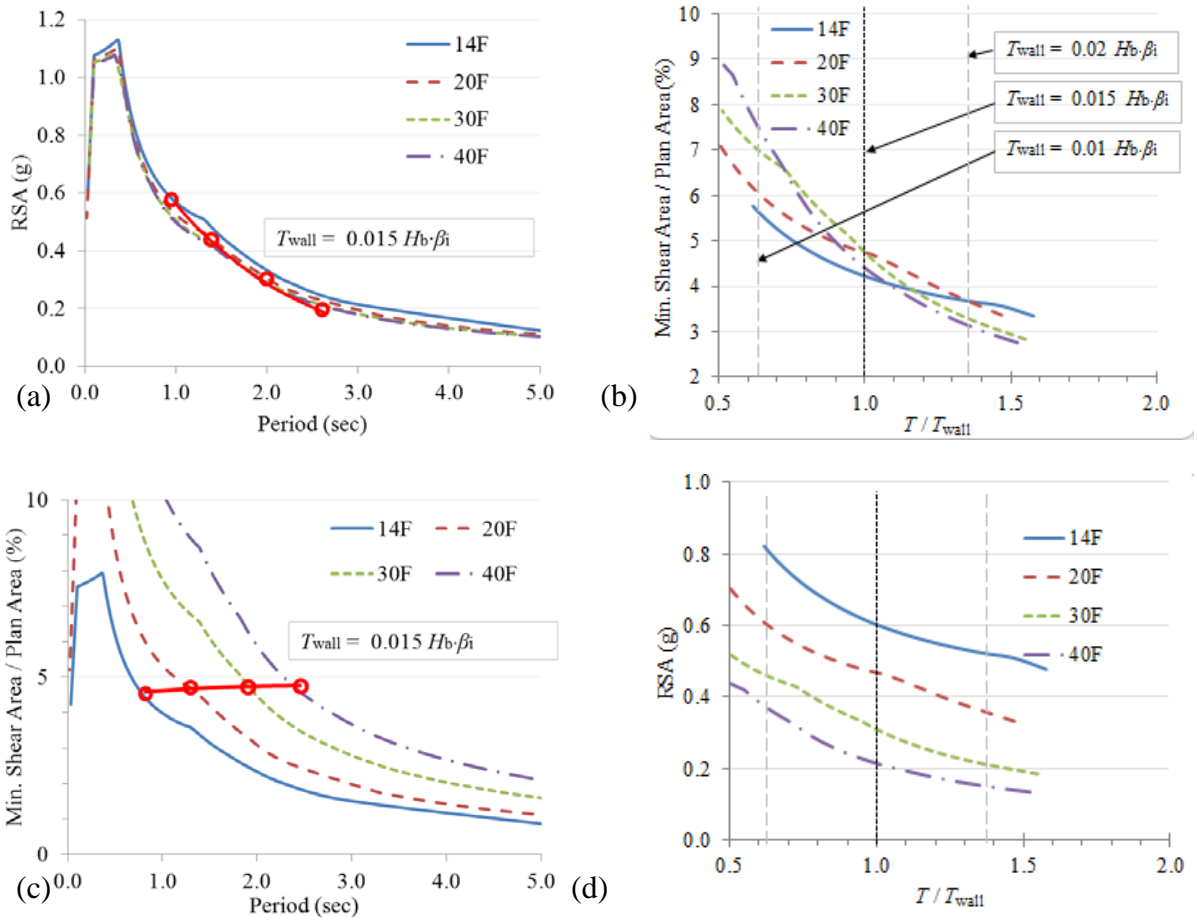 1.2
1.0
0.8
0.6
0.4
0.2
0.0
RSA (g)
14F
20F
30F
40F
Twall = 0.015 Hb·βi
0.0 1.0 2.0 3.0 4.0 5.0
Period (sec)
(a)
10
9
8
7
6
5
4
3
2
Min. Shear Area / Plan Area (%)
14F
20F
30F
40F
Twall = 0.02 Hb·βi
Twall = 0.015 Hb·βi
Twall = 0.01 Hb·βi
0.5 1.0 1.5 2.0
T / Twall
(b)
10
5
0
Min. Shear Area / Plan Area (%)
14F 20F
30F 40F
Twall = 0.015 Hb·βi
0.0 1.0 2.0 3.0 4.0 5.0
Period (sec)
(c)
1.0
0.8
0.6
0.4
0.2
0.0
RSA (g)
14F
20F
30F
40F
0.5 1.0 1.5 2.0
T / Twall
(d)